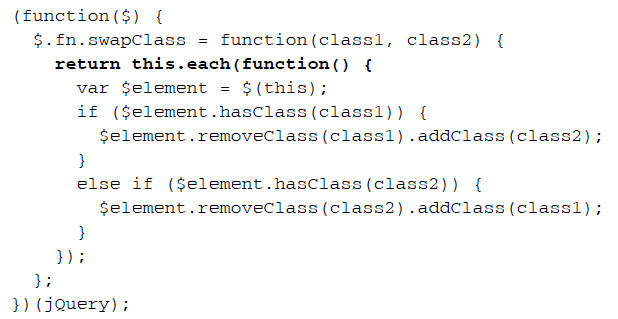 (function($) {
  $.fn.swapClass = function(class1, class2) {
    return this.each(function() {
      var $element = $(this);
      if ($element.hasClass(class1)) {
        $element.removeClass(class1).addClass(class2);
      }
      else if ($element.hasClass(class2)) {
        $element.removeClass(class2).addClass(class1);
      }
    });
  };
})(jQuery);